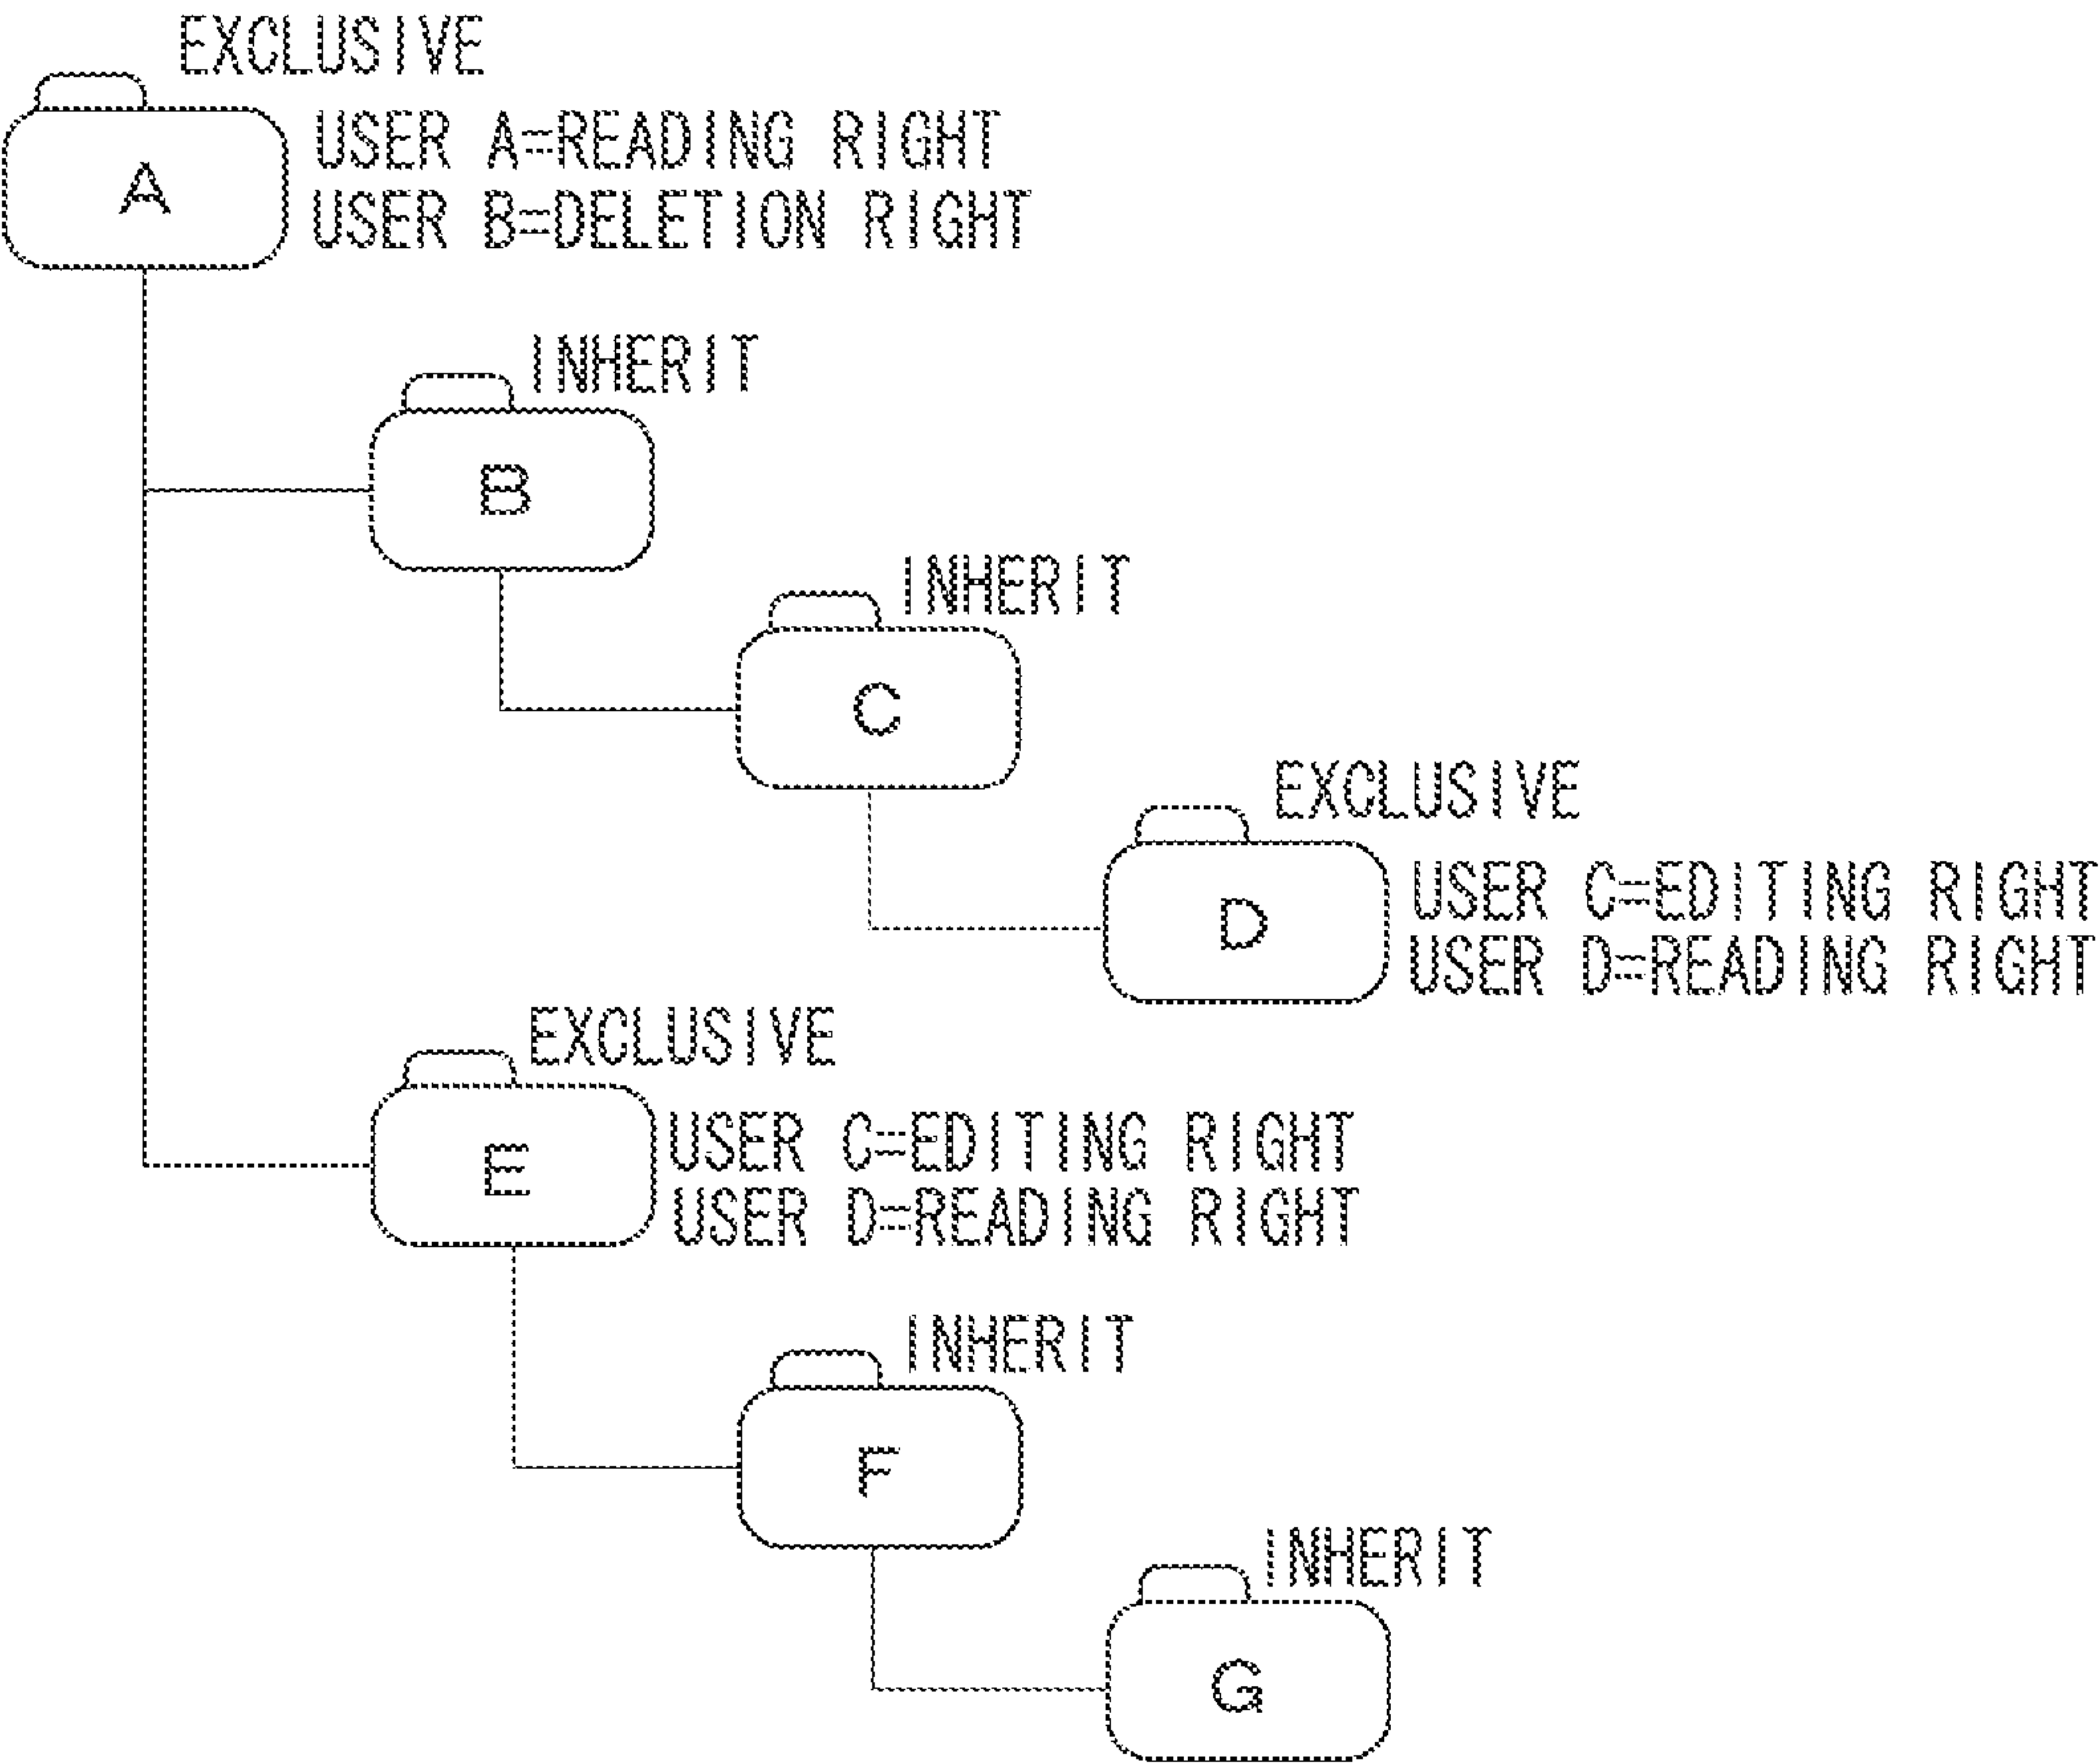 EXCLUSIVE
A
USER A=READING RIGHT
USER B=DELETION RIGHT
INHERIT
B
INHERIT
C
EXCLUSIVE
D
USER C=EDITING RIGHT
USER D=READING RIGHT
EXCLUSIVE
E
USER C=EDITING RIGHT
USER D=READING RIGHT
INHERIT
F
INHERIT
G